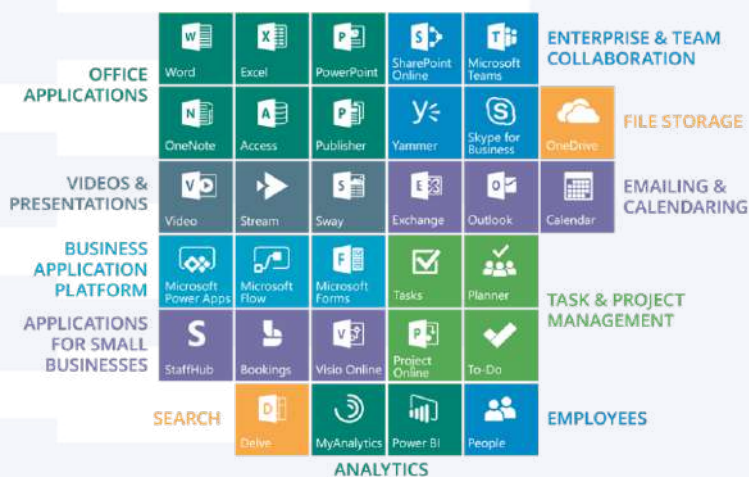 OFFICE
APPLICATIONS
Word
Excel
PowerPoint
SharePoint
Online
Microsoft
Teams
ENTERPRISE & TEAM
COLLABORATION
OneNote
Access
Publisher
Yammer
Skype for
Business
OneDrive
FILE STORAGE
VIDEOS &
PRESENTATIONS
Video
Stream
Sway
Exchange
Outlook
Calendar
EMAILING &
CALENDARING
BUSINESS
APPLICATION
PLATFORM
Microsoft
Power Apps
Microsoft
Flow
Microsoft
Forms
Tasks
Planner
TASK & PROJECT
MANAGEMENT
APPLICATIONS
FOR SMALL
BUSINESSES
StaffHub
Bookings
Visio Online
Project
Online
To-Do
SEARCH
Delve
MyAnalytics
Power BI
People
EMPLOYEES
ANALYTICS